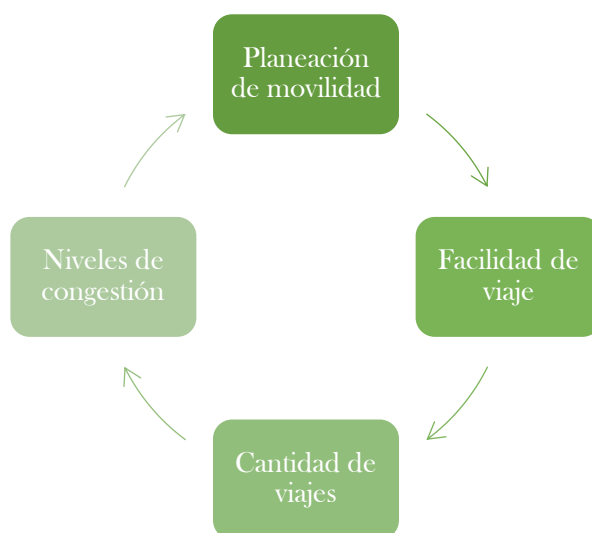 Planeación
de movilidad
Facilidad de
viaje
Cantidad de
viajes
Niveles de
congestión